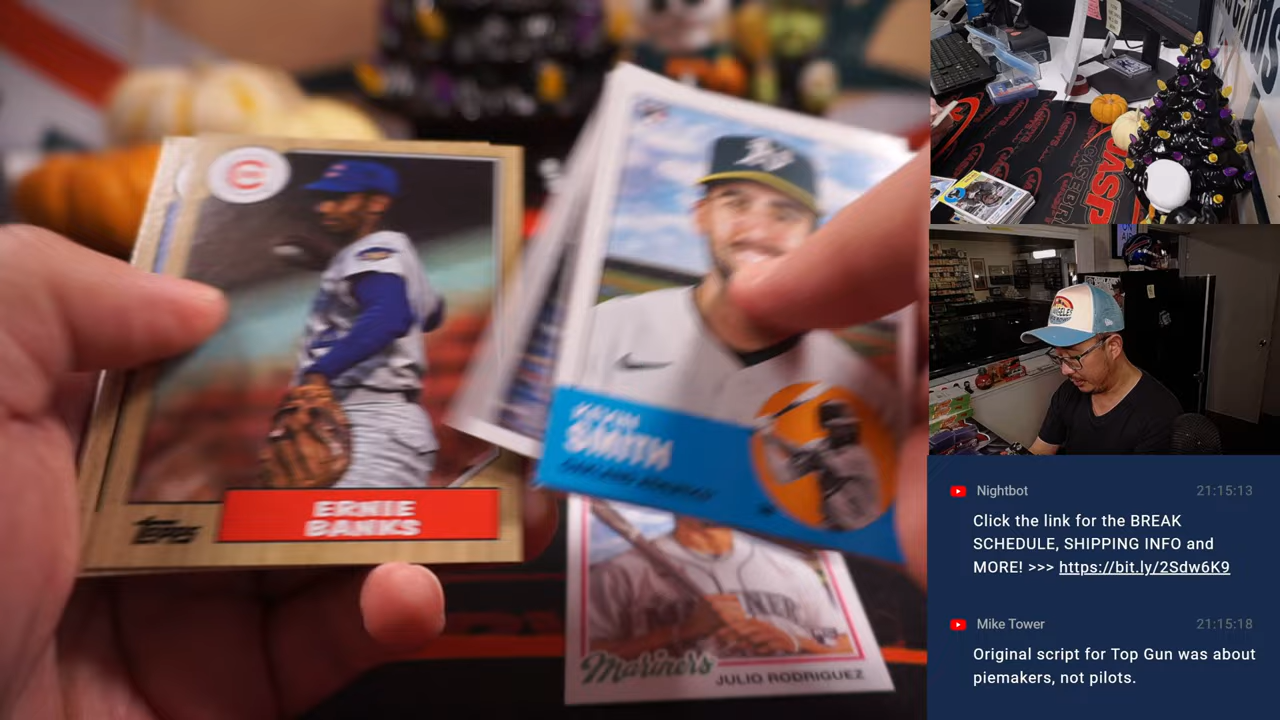 C
ERNIE
BANKS
TOPPS
KEVIN
SMITH
Mariners
JULIO RODRIGUEZ
Nightbot
21:15:13
Click the link for the BREAK
SCHEDULE, SHIPPING INFO and
MORE! >>> https://bit.ly/2Sdw6K9
Mike Tower
21:15:18
Original script for Top Gun was about
piemakers, not pilots.